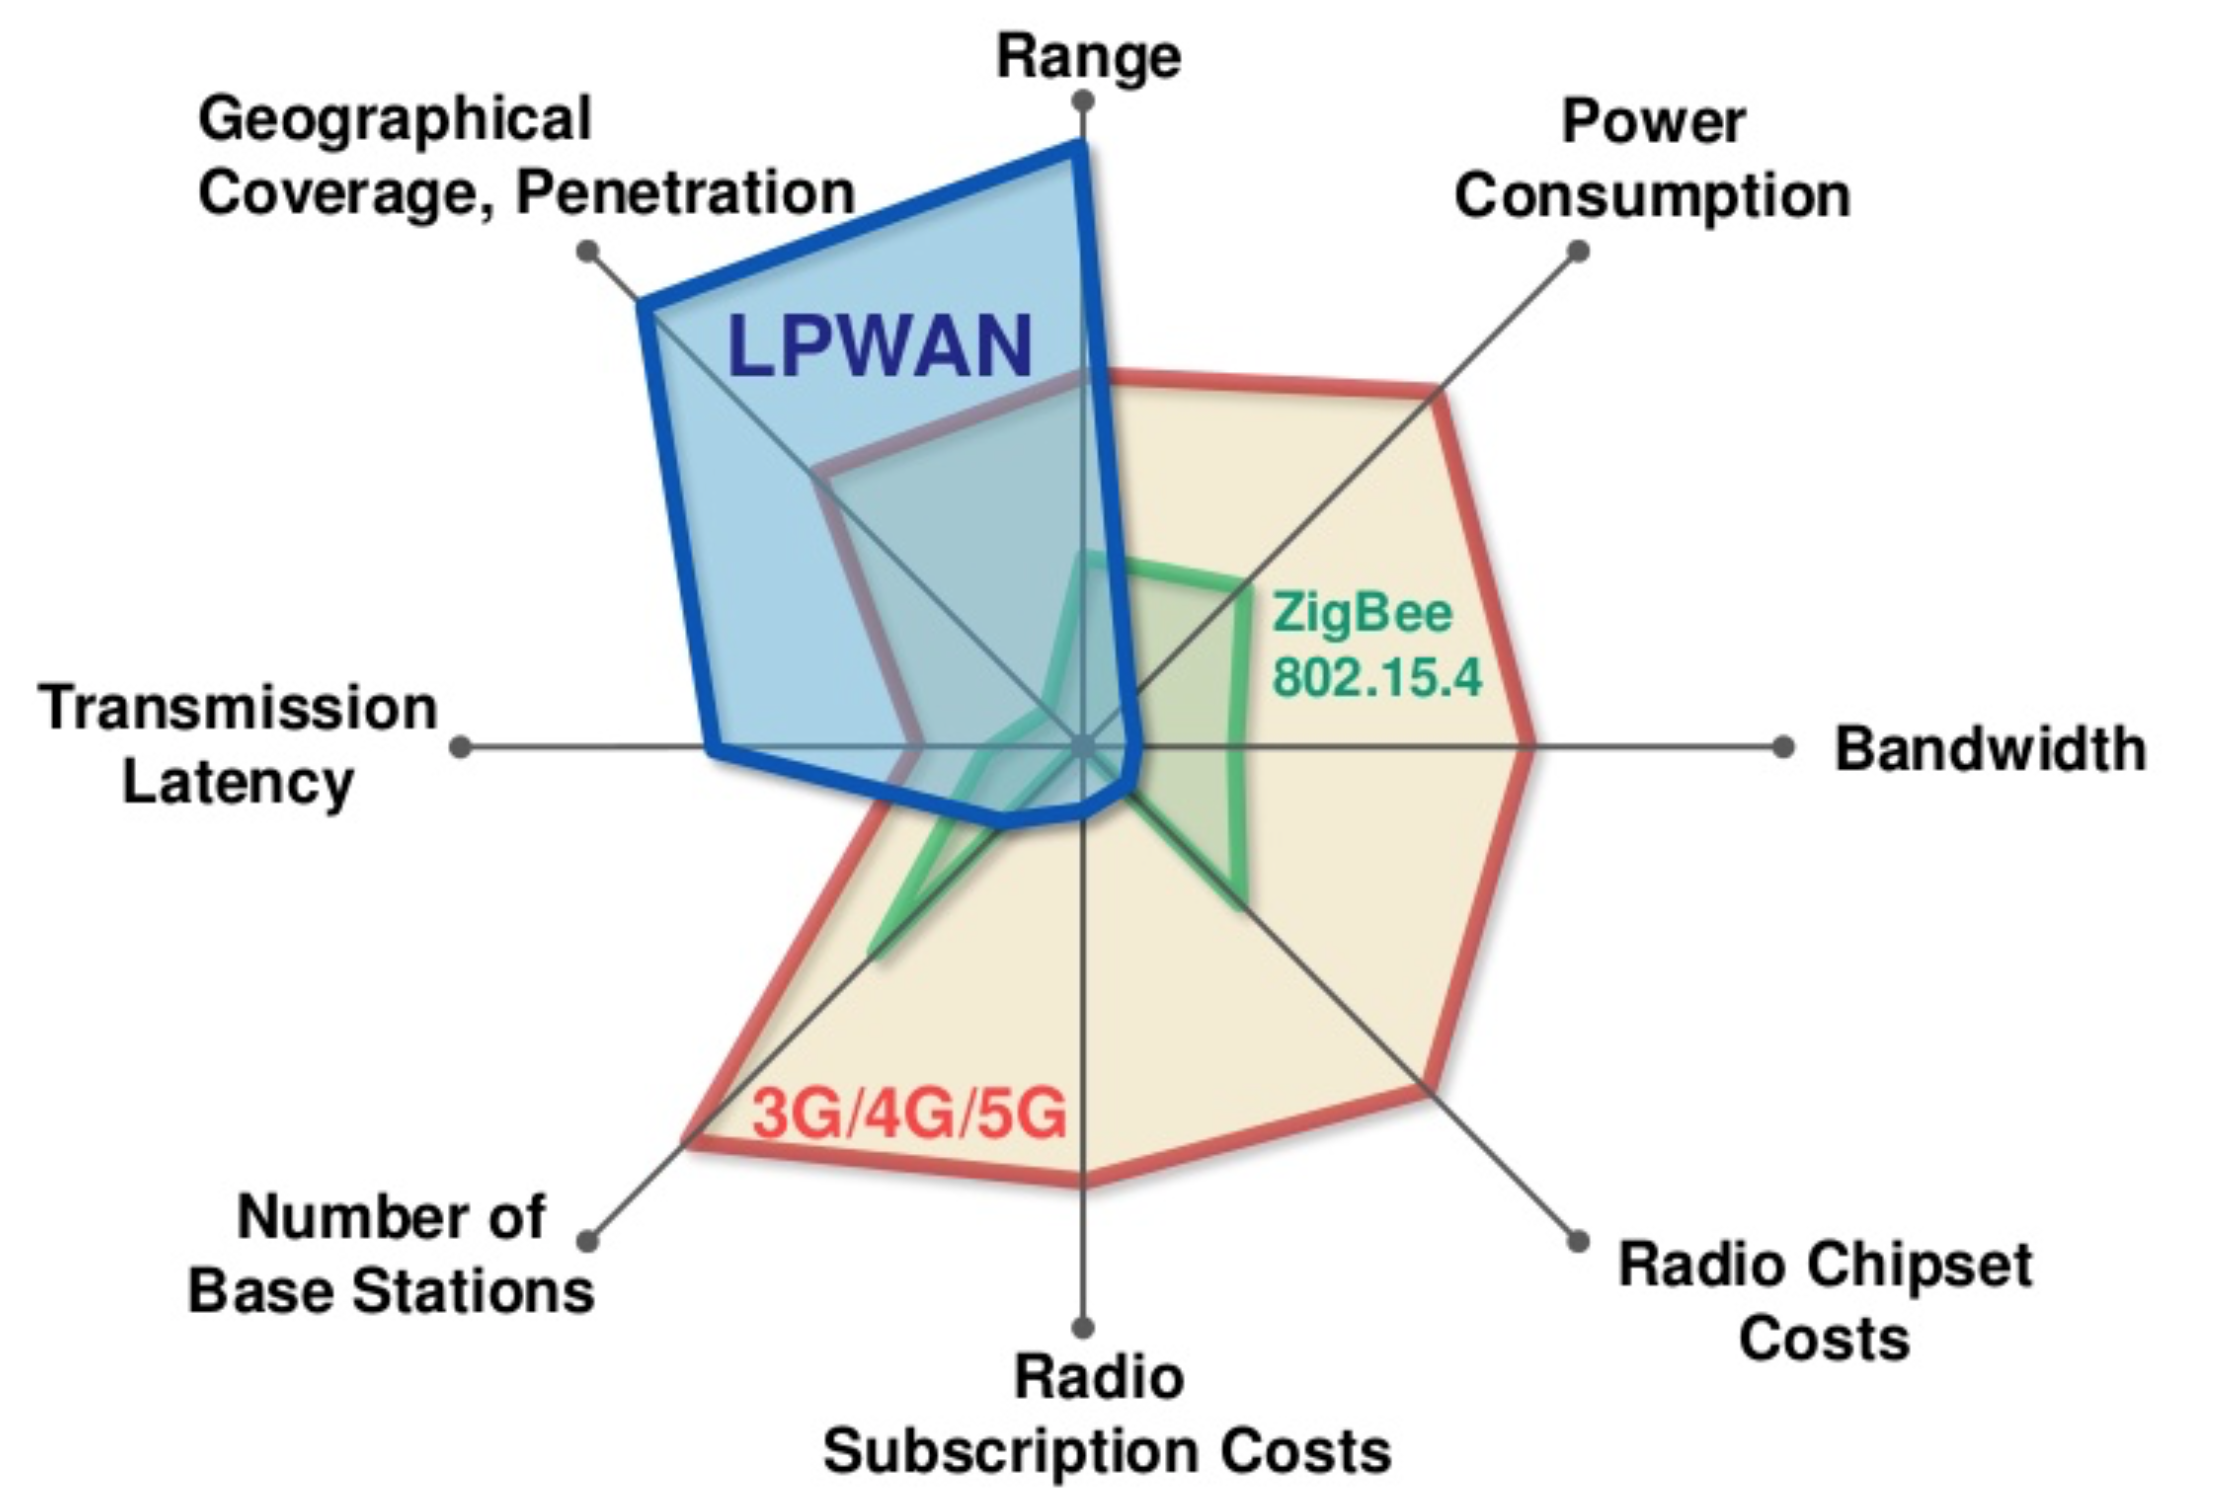 Range
Geographical
Coverage, Penetration
Power
Consumption
LPWAN
ZigBee
802.15.4
Transmission
Latency
Bandwidth
3G/4G/5G
Number of
Base Stations
Radio Chipset
Costs
Radio
Subscription Costs